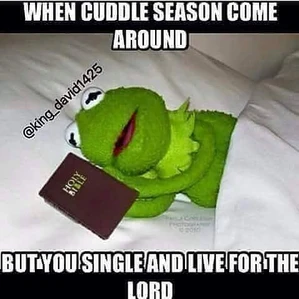 WHEN CUDDLE SEASON COME
AROUND
@king_david1425
HOLY
BIBLE
BUT YOU SINGLE AND LIVE FOR THE
LORD